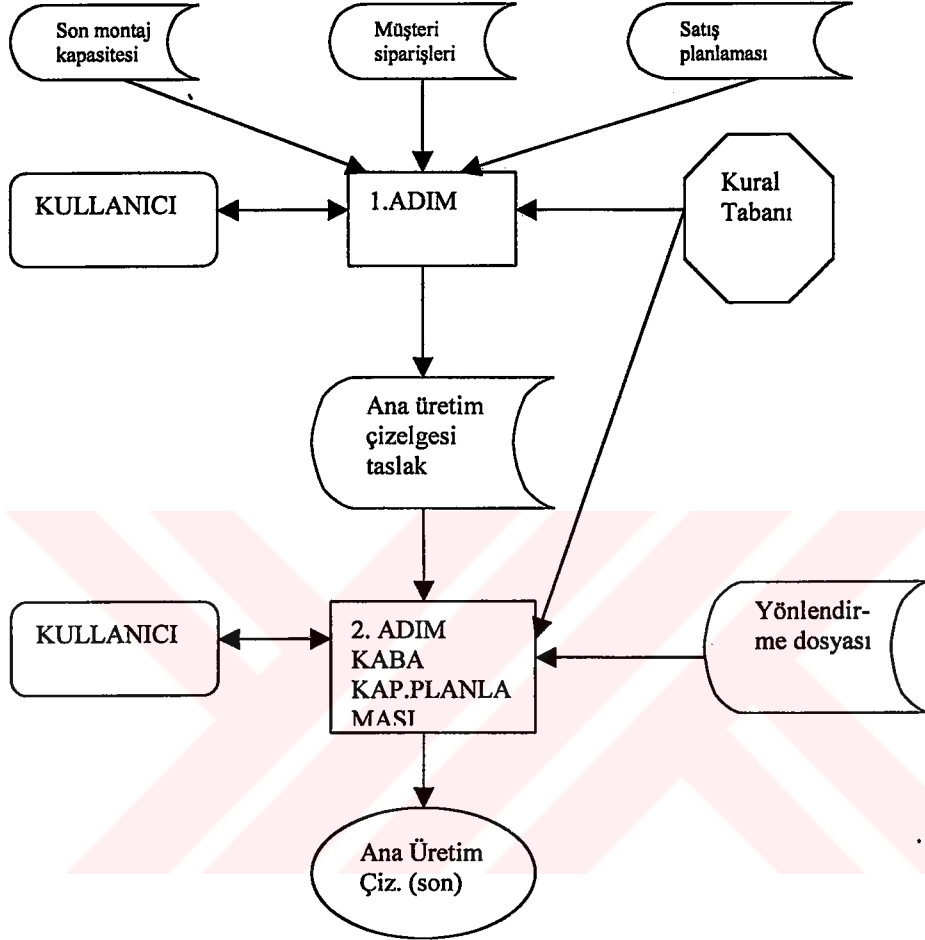 Son montaj
kapasitesi
Müşteri
siparişleri
Satış
planlaması
KULLANICI
1.ADIM
Kural
Tabanı
Ana üretim
çizelgesi
taslak
KULLANICI
2. ADIM
KABA
KAP.PLANLA
MASI
Yönlendir-
me dosyası
Ana Üretim
Çiz. (son)